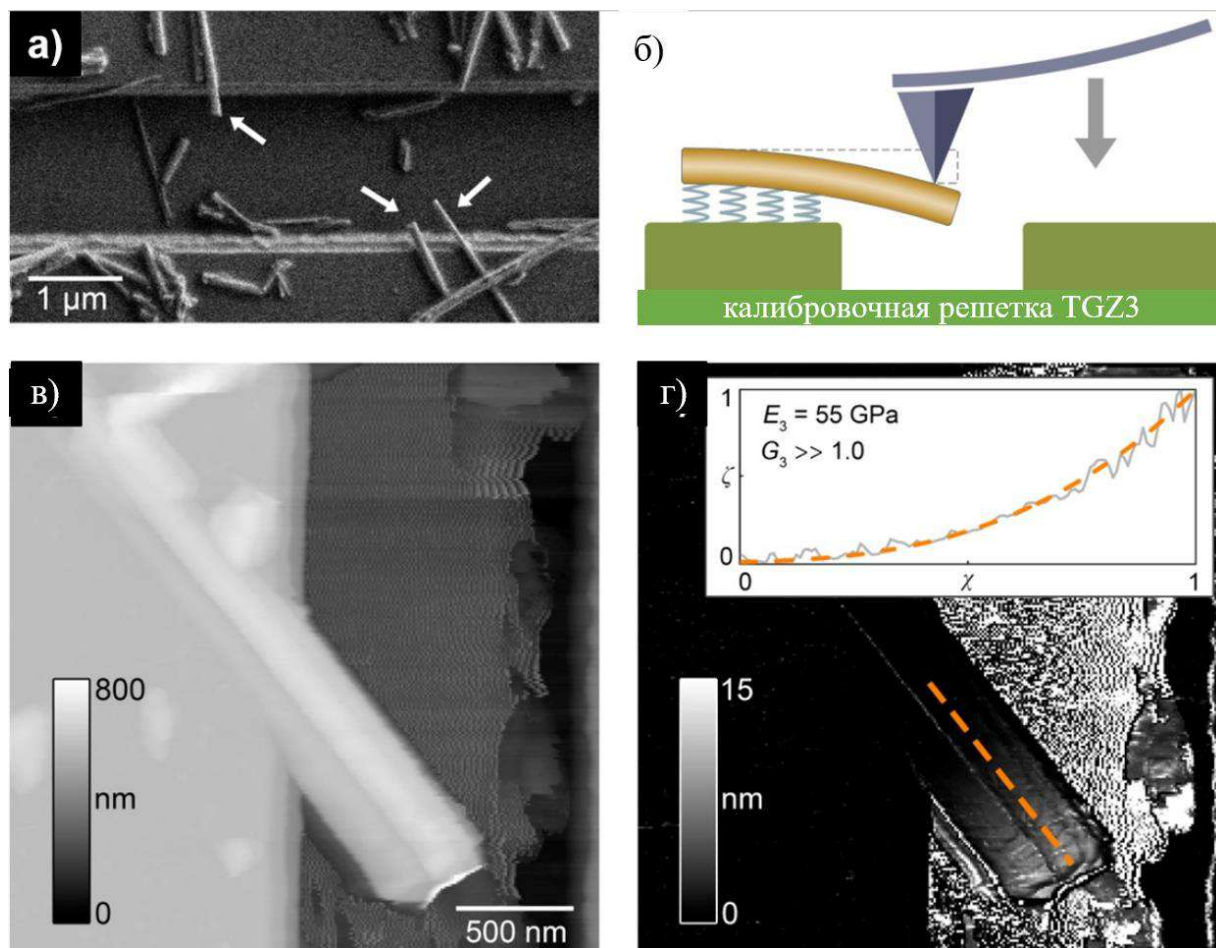 а)
1 µm
б)
калибровочная решетка TGZ3
в)
800
nm
0
500 nm
г)
1
ζ
0
E₃ = 55 GPa
G₃ >> 1.0
0
χ
1
15
nm
0